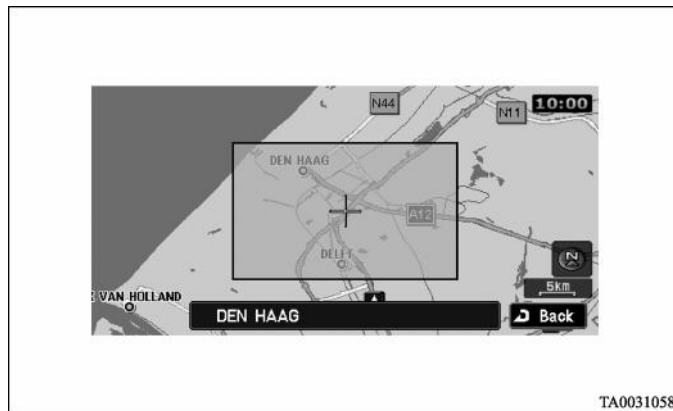 N44
N11
10:00
DEN HAAG
A12
DELFT
5km
VAN HOLLAND
DEN HAAG
Back
TA0031058